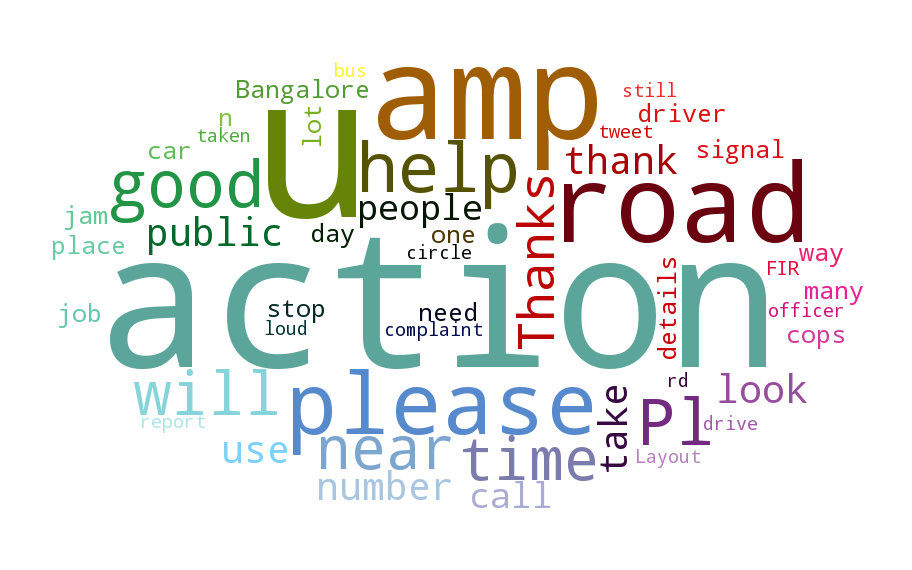 bus
amp
still
Bangalore
u
lot
n
driver
tweet
taken
help
thank
signal
car
good
road
people
Thanks
jam
public
day
one
place
circle
action
details
FIR
way
many
job
stop
need
officer
loud
complaint
cops
will
please
take
rd
Pl
look
report
drive
use
near
time
Layout
number
call